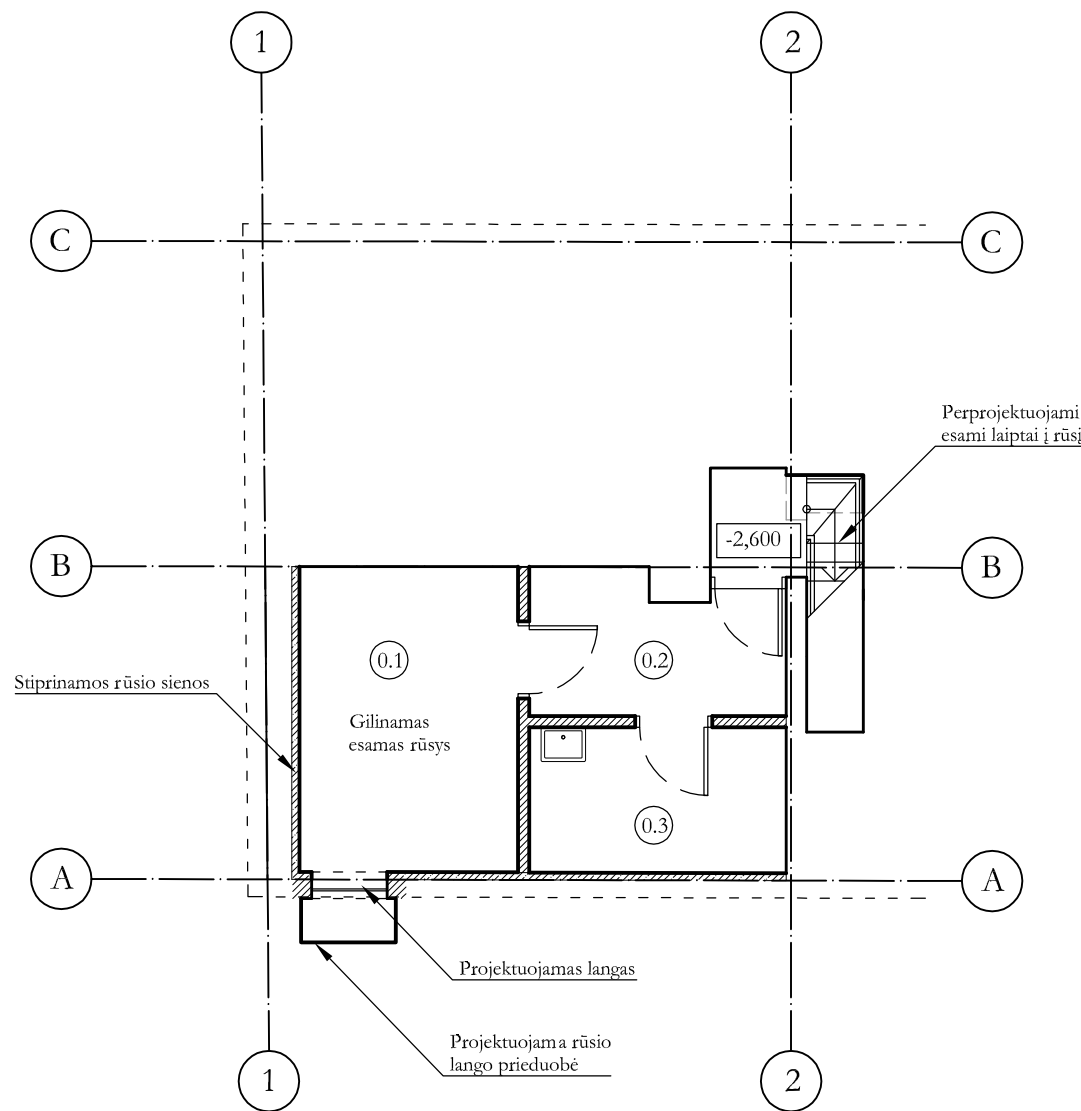 1
2
C
C
Perprojektuojami
esami laiptai į rūsį
-2,600
B
B
0.1
0.2
Stiprinamos rūsio sienos
Gilinamas
esamas rūsys
0.3
A
A
Projektuojamas langas
Projektuojama rūsio
lango prieduobė
1
2